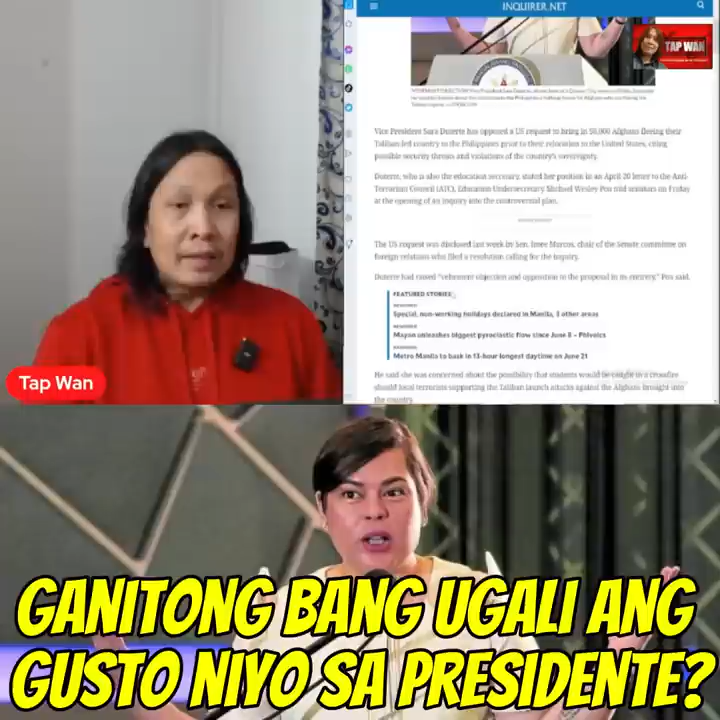 INQUIRER.NET
TAP WAN
Vice President Sara Duterte has opposed a US request to bring in 50,000 Afghans fleeing their
Taliban-led country to the Philippines prior to their relocation to the United States, citing
possible security threats and violations of the country's sovereignty.
Duterte, who is also the education secretary, stated her position in an April 20 letter to the Anti-
Terrorism Council (ATC), Education Undersecretary Michael Wesley Poa told senators on Friday
at the opening of an inquiry into the controversial plan.
ADVERTISEMENT
The US request was disclosed last week by Sen. Imee Marcos, chair of the Senate committee on
foreign relations who filed a resolution calling for the inquiry.
Duterte had raised "vehement objection and opposition to the proposal in its entirety," Poa said.
FEATURED STORIES
Special, non-working holidays declared in Manila, 3 other areas
Mayon unleashes biggest pyroclastic flow since June 8 – Phivolcs
Metro Manila to bask in 13-hour longest daytime on June 21
He said she was concerned about the possibility that students would be caught in a crossfire
should local terrorists supporting the Taliban launch attacks against the Afghans brought into
the country.
Tap Wan
GANITONG BANG UGALI ANG
GUSTO NIYO SA PRESIDENTE?